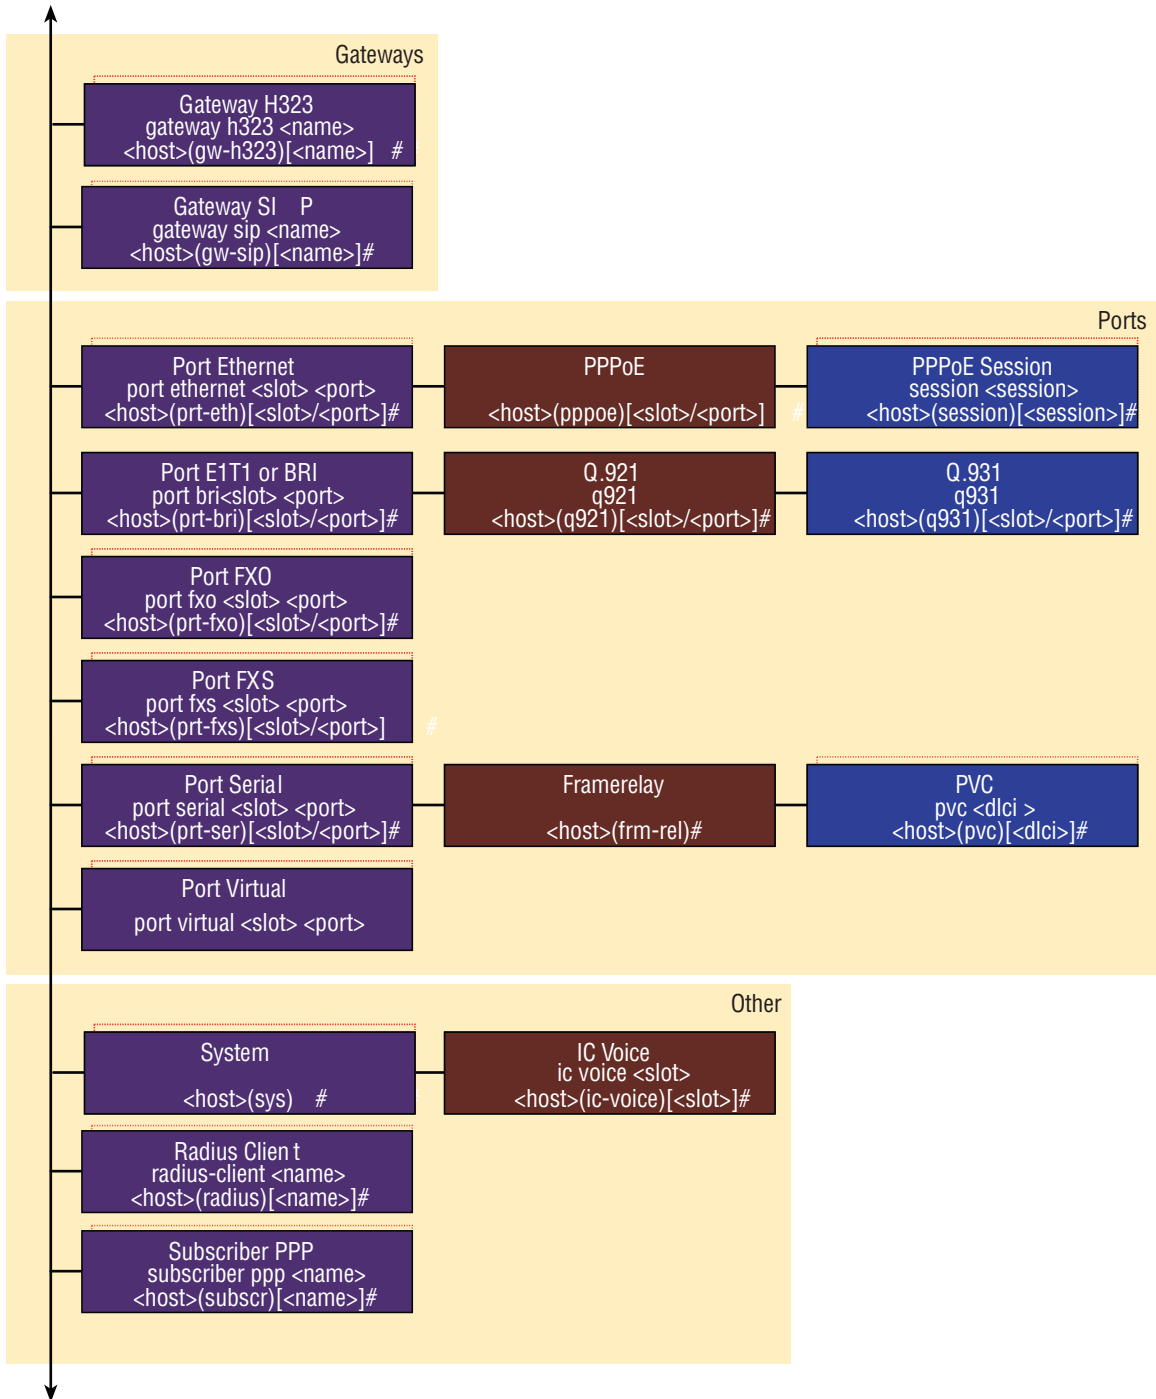 Gateways
Gateway H323
gateway h323 <name>
<host>(gw-h323)[<name>] #
Gateway SI P
gateway sip <name>
<host>(gw-sip)[<name>]#
Ports
Port Ethernet
port ethernet <slot> <port>
<host>(prt-eth)[<slot>/<port>]#
PPPoE
<host>(pppoe)[<slot>/<port>] #
PPPoE Session
session <session>
<host>(session)[<session>]#
Port E1T1 or BRI
port bri<slot> <port>
<host>(prt-bri)[<slot>/<port>]#
Q.921
q921
<host>(q921)[<slot>/<port>]#
Q.931
q931
<host>(q931)[<slot>/<port>]#
Port FXO
port fxo <slot> <port>
<host>(prt-fxo)[<slot>/<port>]#
Port FXS
port fxs <slot> <port>
<host>(prt-fxs)[<slot>/<port>] #
Port Serial
port serial <slot> <port>
<host>(prt-ser)[<slot>/<port>]#
Framerelay
<host>(frm-rel)#
PVC
pvc <dlci >
<host>(pvc)[<dlci>]#
Port Virtual
port virtual <slot> <port>
Other
System
<host>(sys) #
IC Voice
ic voice <slot>
<host>(ic-voice)[<slot>]#
Radius Clien t
radius-client <name>
<host>(radius)[<name>]#
Subscriber PPP
subscriber ppp <name>
<host>(subscr)[<name>]#